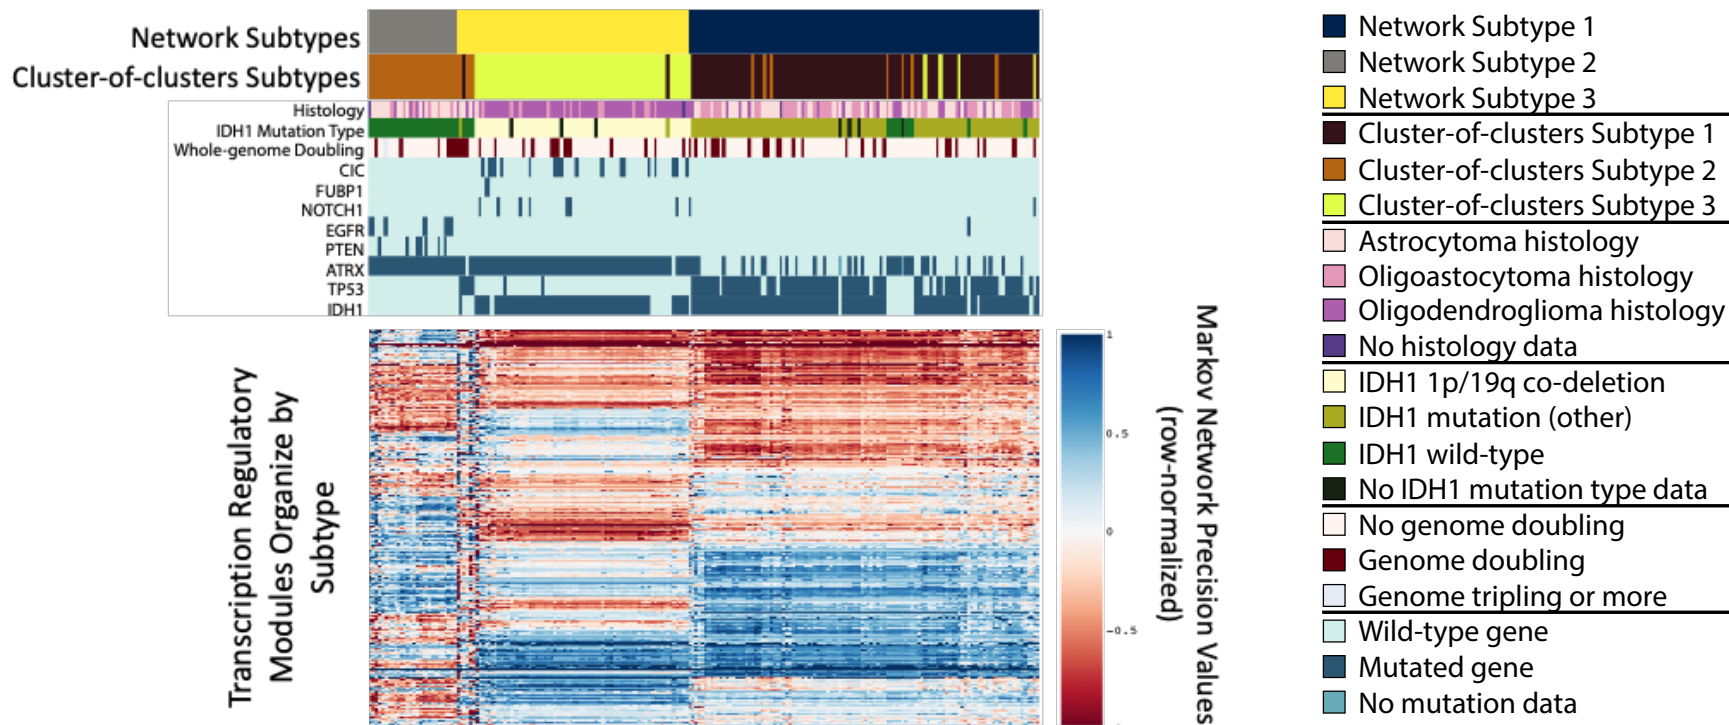 Network Subtypes
Cluster-of-clusters Subtypes
Histology
IDH1 Mutation Type
Whole-genome Doubling
CIC
FUBP1
NOTCH1
EGFR
PTEN
ATRX
TP53
IDH1
Transcription Regulatory
Modules Organize by
Subtype
1
0.5
0
-0.5
Markov Network Precision Values
(row-normalized)
Network Subtype 1
Network Subtype 2
Network Subtype 3
Cluster-of-clusters Subtype 1
Cluster-of-clusters Subtype 2
Cluster-of-clusters Subtype 3
Astrocytoma histology
Oligoastocytoma histology
Oligodendroglioma histology
No histology data
IDH1 1p/19q co-deletion
IDH1 mutation (other)
IDH1 wild-type
No IDH1 mutation type data
No genome doubling
Genome doubling
Genome tripling or more
Wild-type gene
Mutated gene
No mutation data